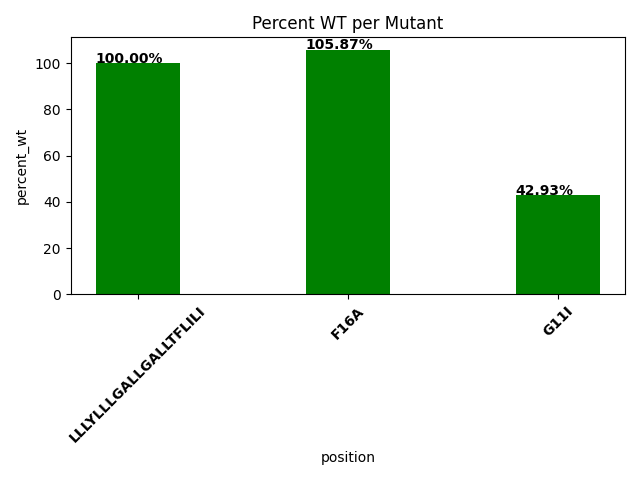 Percent WT per Mutant
100.00%
105.87%
42.93%
percent_wt
100
80
60
40
20
0
LLLYLLLGALLGALLTFLILI
F16A
G11I
position